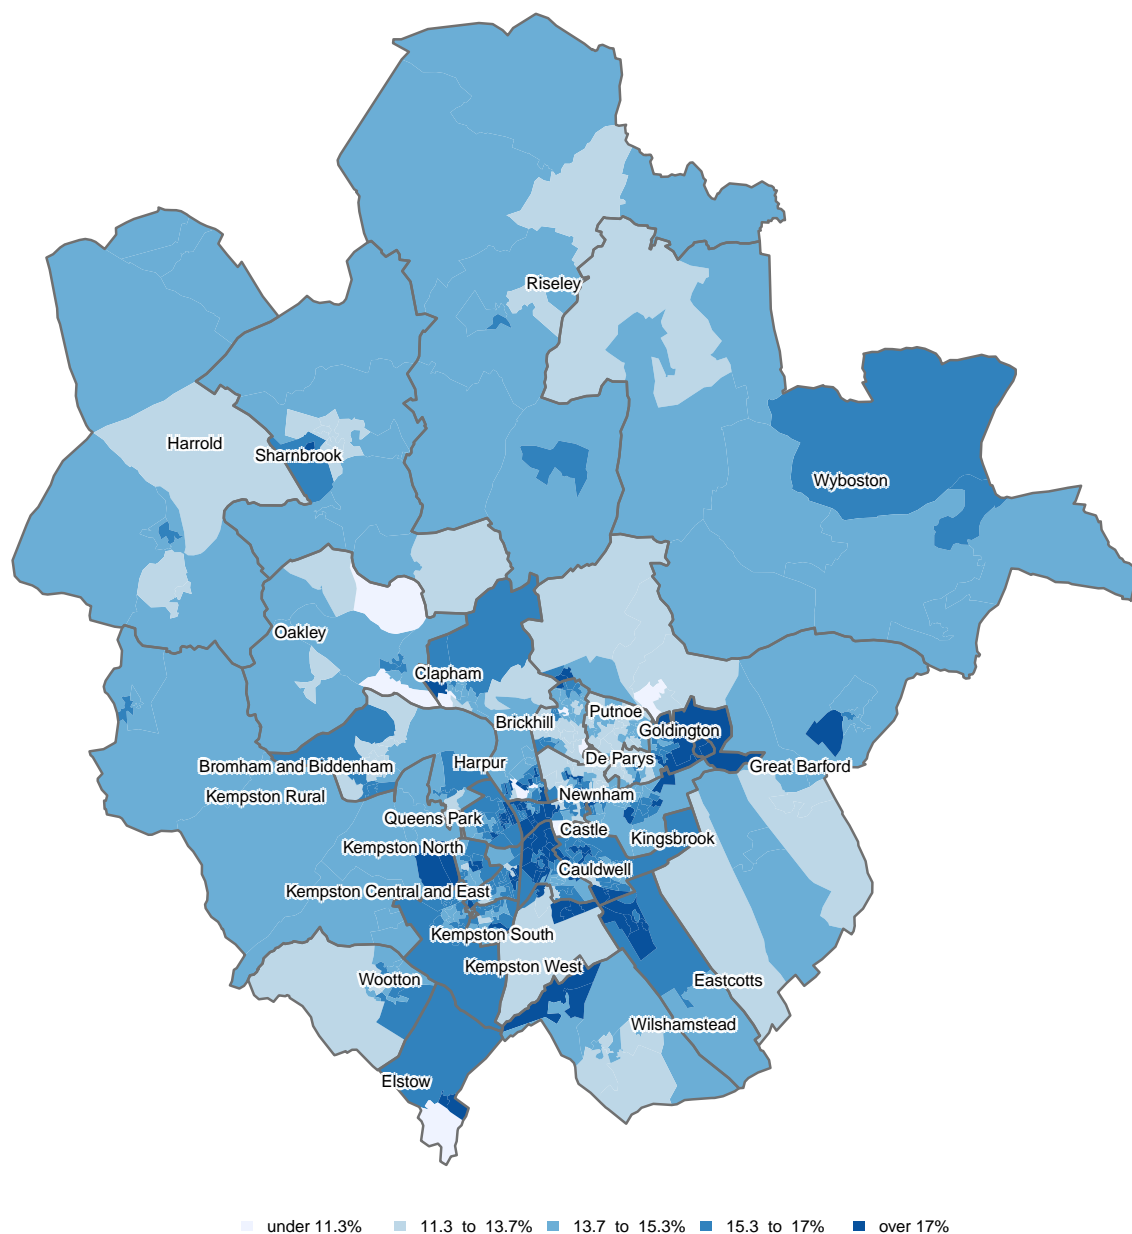 Riseley
Harrold
Sharnbrook
Wyboston
Oakley
Clapham
Putnoe
Brickhill
Goldington
De Parys
Harpur
Bromham and Biddenham
Great Barford
Kempston Rural
Newnham
Queens Park
Castle
Kingsbrook
Kempston North
Cauldwell
Kempston Central and East
Kempston South
Kempston West
Wootton
Eastcotts
Wilshamstead
Elstow
under 11.3% 11.3 to 13.7% 13.7 to 15.3% 15.3 to 17% over 17%